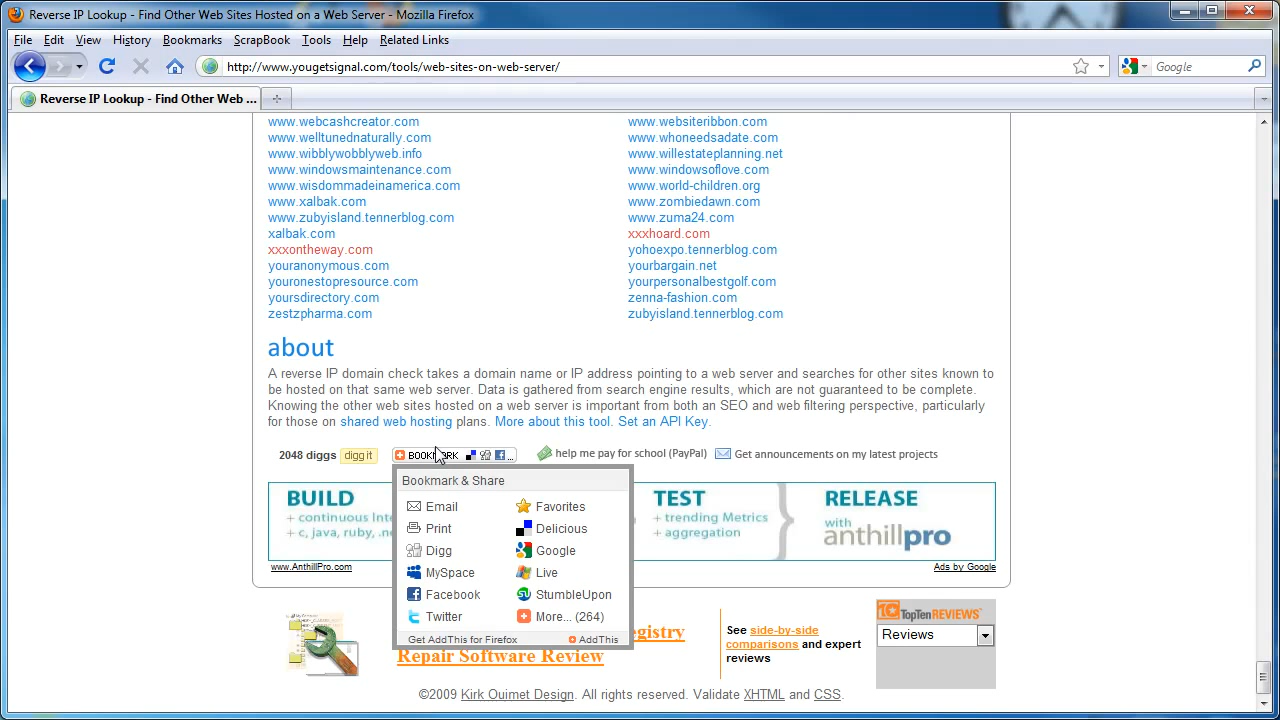 Reverse IP Lookup - Find Other Web Sites Hosted on a Web Server - Mozilla Firefox
File Edit View History Bookmarks ScrapBook Tools Help Related Links
http://www.yougetsignal.com/tools/web-sites-on-web-server/ Google
Reverse IP Lookup - Find Other Web ...
www.webcashcreator.com www.websiteribbon.com
www.welltunednaturally.com www.whoneedsadate.com
www.wibblywobblyweb.info www.willestateplanning.net
www.windowsmaintenance.com www.windowsoflove.com
www.wisdommadeinamerica.com www.world-children.org
www.xalbak.com www.zombiedawn.com
www.zubyisland.tennerblog.com www.zuma24.com
xalbak.com xxxhoard.com
xxxontheway.com yohoexpo.tennerblog.com
youranonymous.com yourbargain.net
youronestopresource.com yourpersonalbestgolf.com
yoursdirectory.com zenna-fashion.com
zestzpharma.com zubyisland.tennerblog.com
about
A reverse IP domain check takes a domain name or IP address pointing to a web server and searches for other sites known to
be hosted on that same web server. Data is gathered from search engine results, which are not guaranteed to be complete.
Knowing the other web sites hosted on a web server is important from both an SEO and web filtering perspective, particularly
for those on shared web hosting plans. More about this tool. Set an API Key.
2048 diggs digg it help me pay for school (PayPal) Get announcements on my latest projects
Bookmark & Share
Email Favorites
Print Delicious
Digg Google
MySpace Live
Facebook StumbleUpon
Twitter More... (264)
Get AddThis for Firefox AddThis
BUILD TEST RELEASE
+ continuous + trending Metrics with
+ c, java, ruby, + aggregation anthillpro
www.AnthillPro.com Ads by Google
Repair Software Review
See side-by-side
comparisons and expert
reviews
TopTenREVIEWS
Reviews
©2009 Kirk Ouimet Design. All rights reserved. Validate XHTML and CSS.